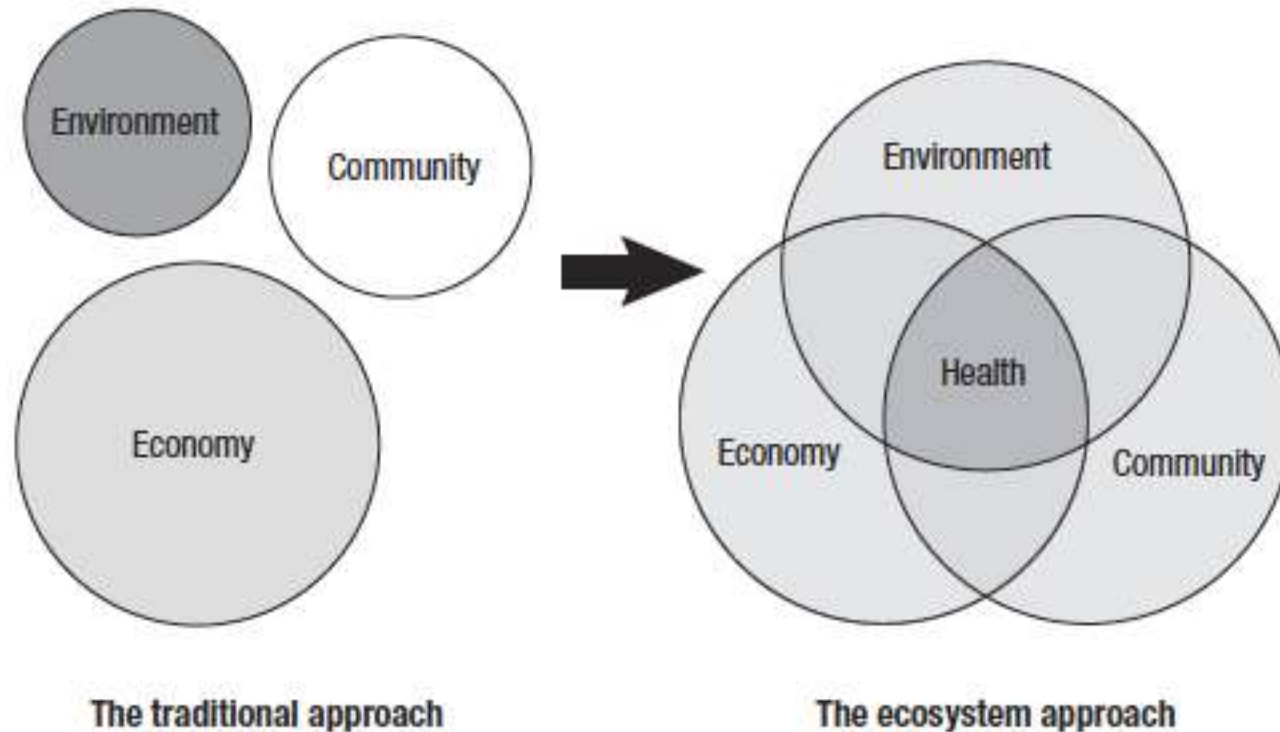 Environment
Community
Economy
The traditional approach
Environment
Health
Economy
Community
The ecosystem approach